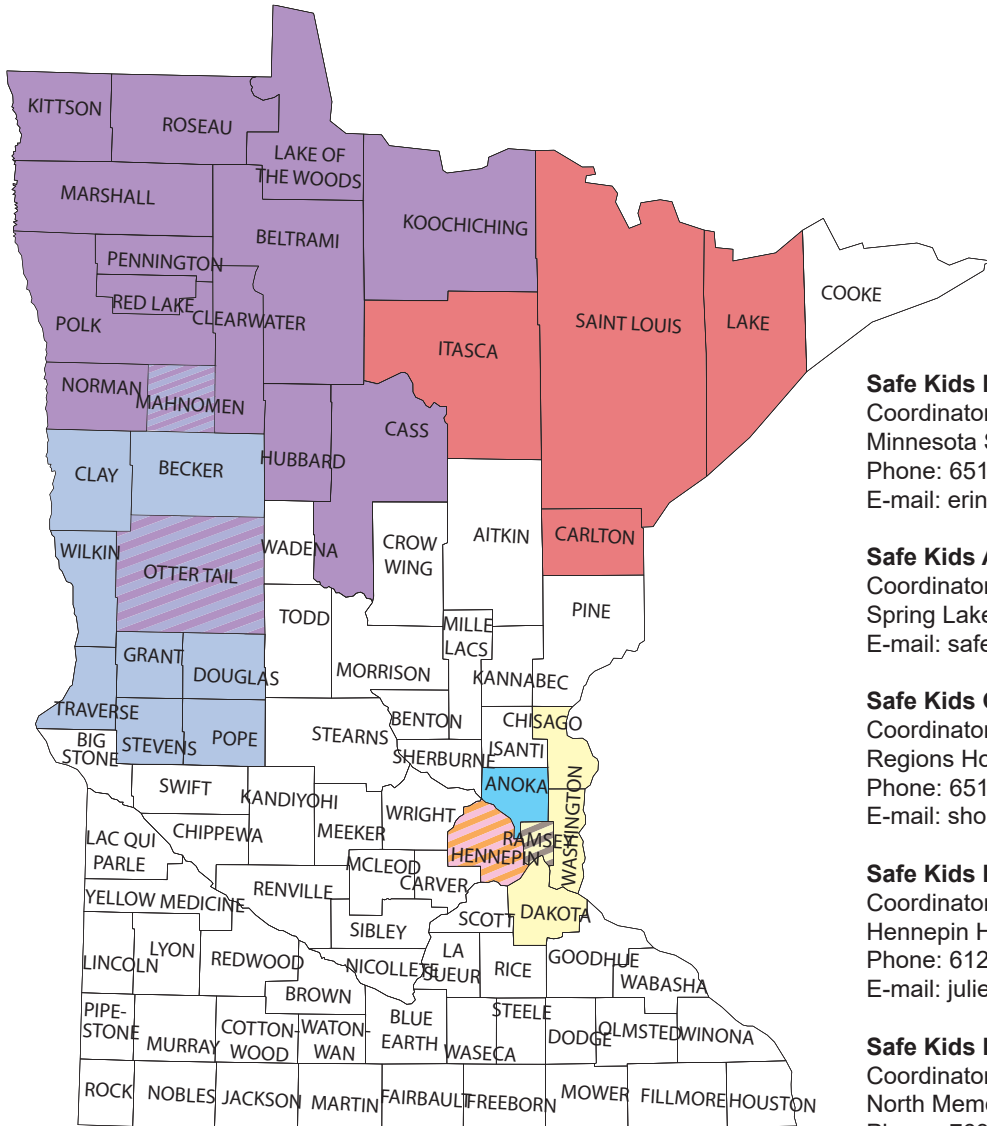 KITTSON
ROSEAU
LAKE OF
THE WOODS
MARSHALL
KOOCHICHING
BELTRAMI
PENNINGTON
RED LAKE
CLEARWATER
POLK
COOKE
SAINT LOUIS
LAKE
ITASCA
NORMAN
MAHNOMEN
CASS
HUBBARD
CLAY
BECKER
WILKIN
OTTER TAIL
WADENA
CROW
WING
AITKIN
CARLTON
TODD
PINE
MILLE
LACS
GRANT
DOUGLAS
MORRISON
KANNABEC
TRAVERSE
STEVENS
POPE
BENTON
CHISAGO
BIG
STONE
STEARNS
SHERBURNE
ISANTI
SWIFT
KANDIYOHI
ANOKA
WASHINGTON
WRIGHT
LAC QUI
PARLE
CHIPPEWA
MEEKER
RAMSEY
HENNEPIN
MCLEOD
CARVER
YELLOW MEDICINE
RENVILLE
SCOTT
DAKOTA
SIBLEY
LINCOLN
LYON
REDWOOD
NICOLLETE
LA
SUEUR
RICE
GOODHUE
WABASHA
BROWN
PIPE-
STONE
MURRAY
COTTON-
WOOD
WATON-
WAN
BLUE
EARTH
WASECA
STEELE
DODGE
OLMSTED
WINONA
ROCK
NOBLES
JACKSON
MARTIN
FAIRBAULT
FREEBORN
MOWER
FILLMORE
HOUSTON
Safe Kids
Coordinator
Minnesota
Phone: 651
E-mail: erin
Safe Kids
Coordinator
Spring Lake
E-mail: safe
Safe Kids
Coordinator
Regions Ho
Phone: 651
E-mail: sho
Safe Kids
Coordinator
Hennepin H
Phone: 612
E-mail: julie
Safe Kids
Coordinator
North Memo